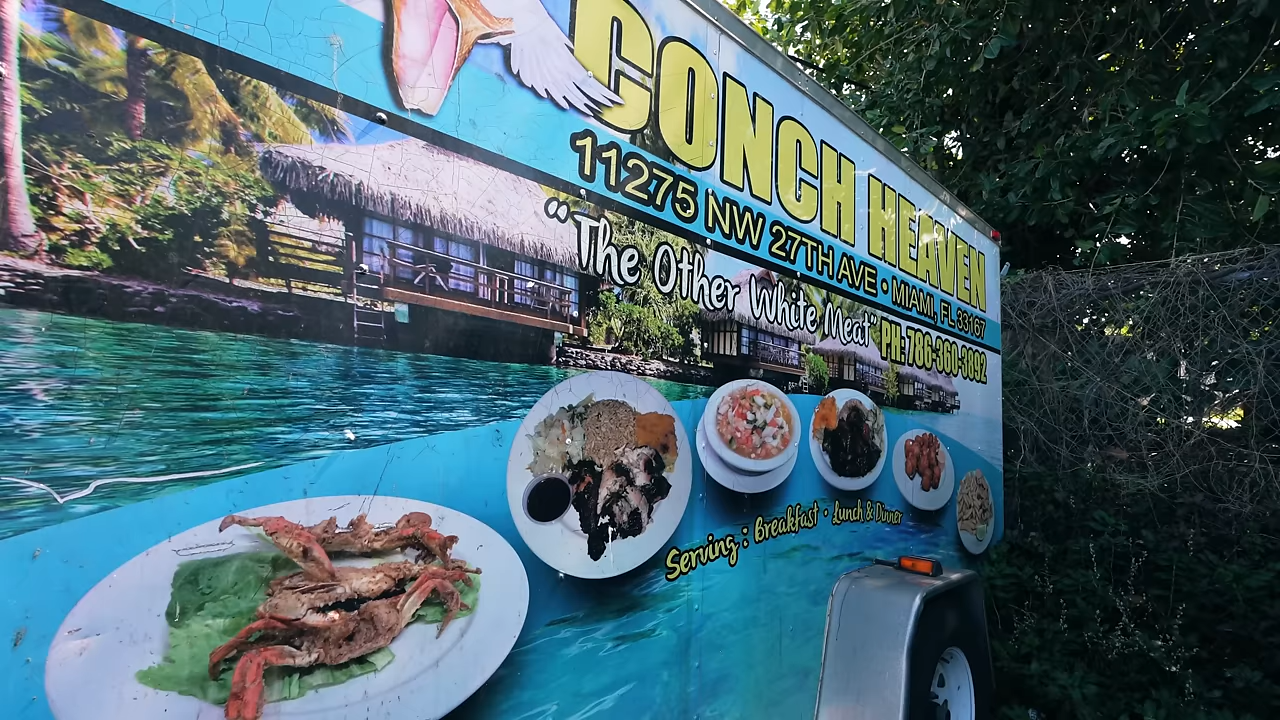 CONCH HEAVEN
11275 NW 27TH AVE • MIAMI, FL 33167
"The Other White Meat" PH: 786-360-3892
Serving : Breakfast • Lunch & Dinner